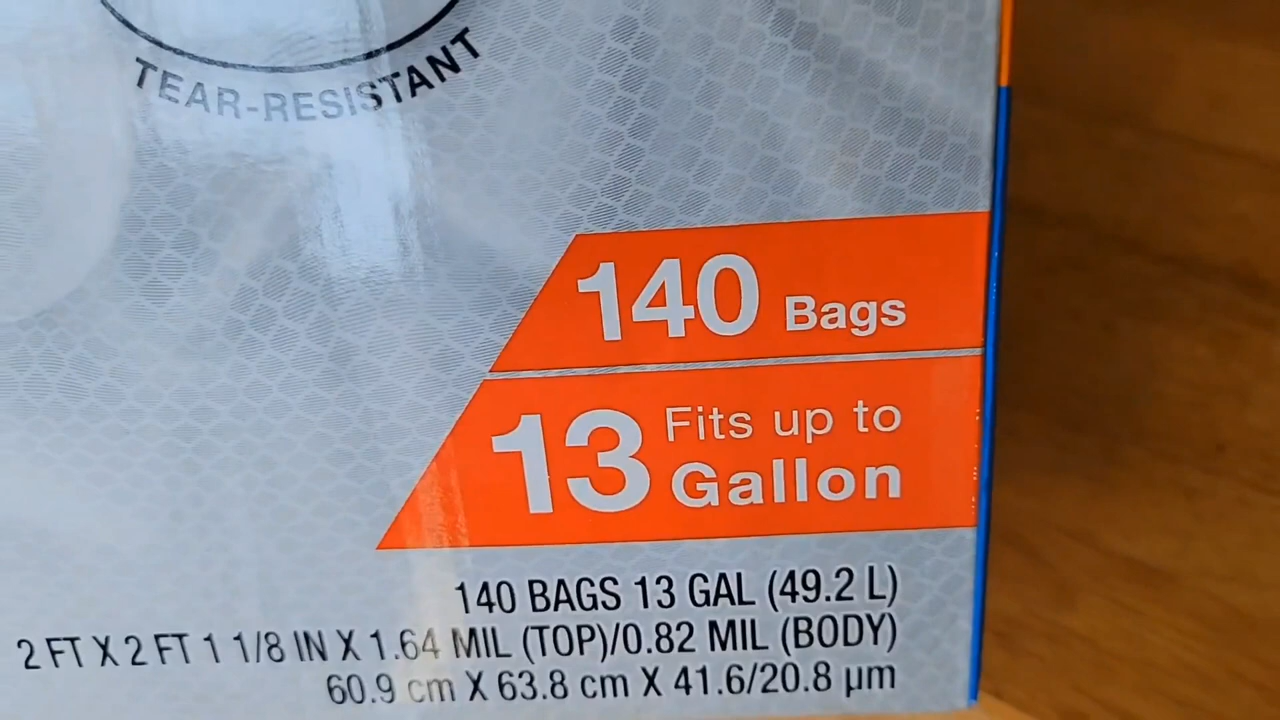 TEAR-RESISTANT
140 Bags
13 Fits up to
Gallon
140 BAGS 13 GAL (49.2 L)
2 FT X 2 FT 1 1/8 IN X 1.64 MIL (TOP)/0.82 MIL (BODY)
60.9 cm X 63.8 cm X 41.6/20.8 µm